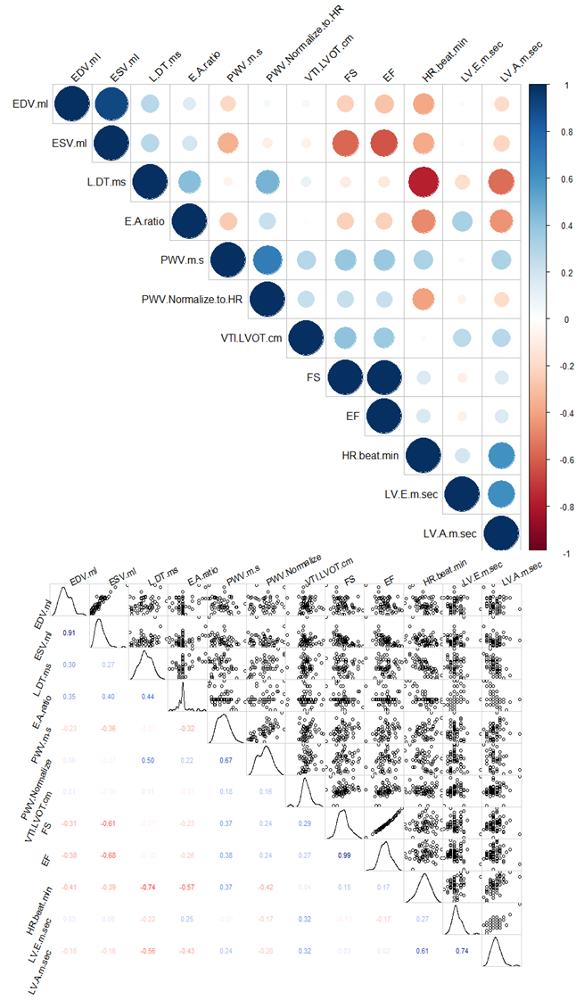 EDV.ml ESV.ml L.DT.ms E.A.ratio PWV.m.s PWV.Normalize.to.HR VTI.LVOT.cm FS EF HR.beat.min LV.E.m.sec LV.A.m.sec
EDV.ml
ESV.ml
L.DT.ms
E.A.ratio
PWV.m.s
PWV.Normalize.to.HR
VTI.LVOT.cm
FS
EF
HR.beat.min
LV.E.m.sec
LV.A.m.sec
1
0.8
0.6
0.4
0.2
0
-0.2
-0.4
-0.6
-0.8
-1
EDV.ml ESV.ml L.DT.ms E.A.ratio PWV.m.s PWV.Normalize VTI.LVOT.cm FS EF HR.beat.min LV.E.m.sec LV.A.m.sec
EDV.ml
ESV.ml 0.91
L.DT.ms 0.30 0.27
E.A.ratio 0.35 0.40 0.44
PWV.m.s -0.23 -0.36 -0.32
PWV.Normalize 0.50 0.22 0.67
VTI.LVOT.cm 0.18 0.16
FS -0.31 -0.61 -0.23 0.37 0.24 0.29
EF -0.38 -0.68 -0.26 0.38 0.24 0.27 0.99
HR.beat.min -0.41 -0.39 -0.74 -0.57 0.37 -0.42 0.04 0.15 0.17
LV.E.m.sec 0.03 -0.22 0.25 -0.17 0.32 -0.13 -0.17 0.27
LV.A.m.sec -0.16 -0.16 -0.56 -0.43 0.24 -0.26 0.32 0.03 0.02 0.61 0.74